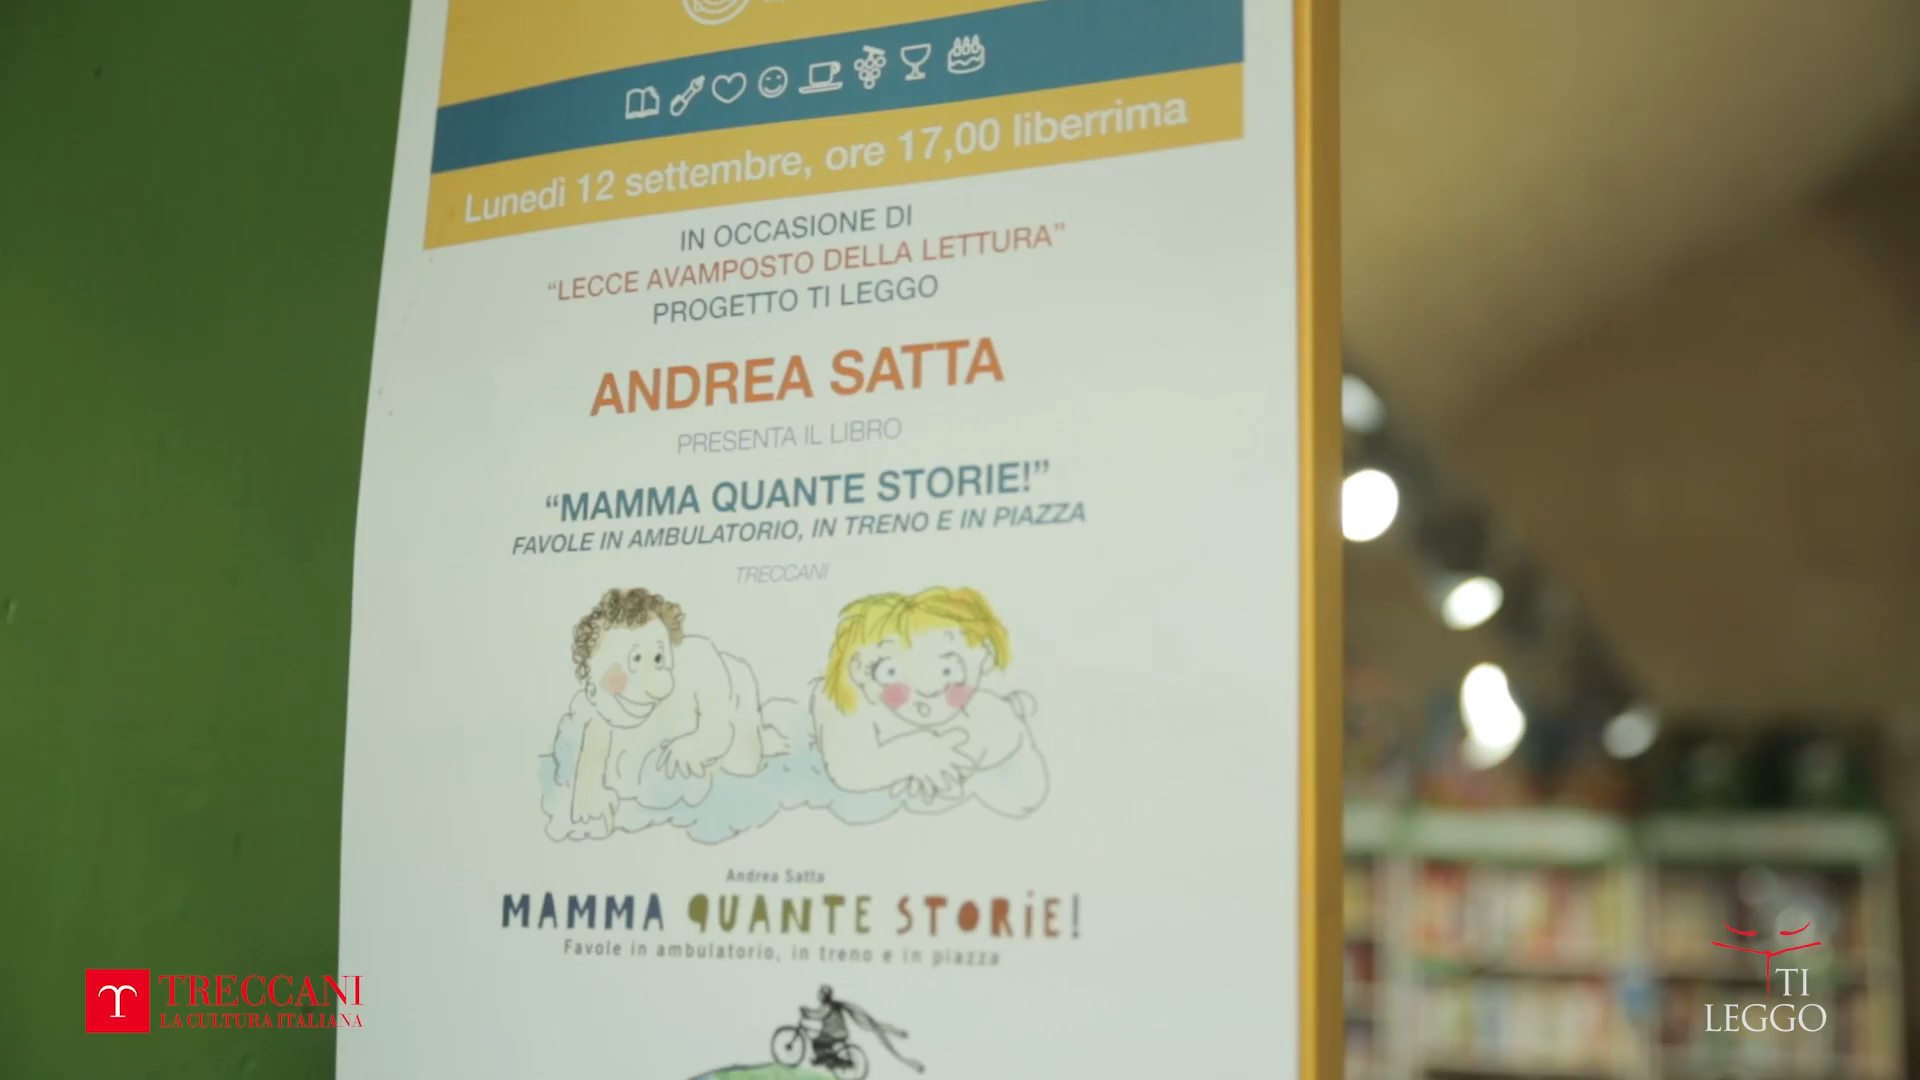 Lunedì 12 settembre, ore 17,00 liberrima
IN OCCASIONE DI
“LECCE AVAMPOSTO DELLA LETTURA”
PROGETTO TI LEGGO
ANDREA SATTA
PRESENTA IL LIBRO
“MAMMA QUANTE STORIE!”
FAVOLE IN AMBULATORIO, IN TRENO E IN PIAZZA
TRECCANI
Andrea Satta
MAMMA QUANTE STORiE!
Favole in ambulatorio, in treno e in piazza
TRECCANI
LA CULTURA ITALIANA
TI
LEGGO